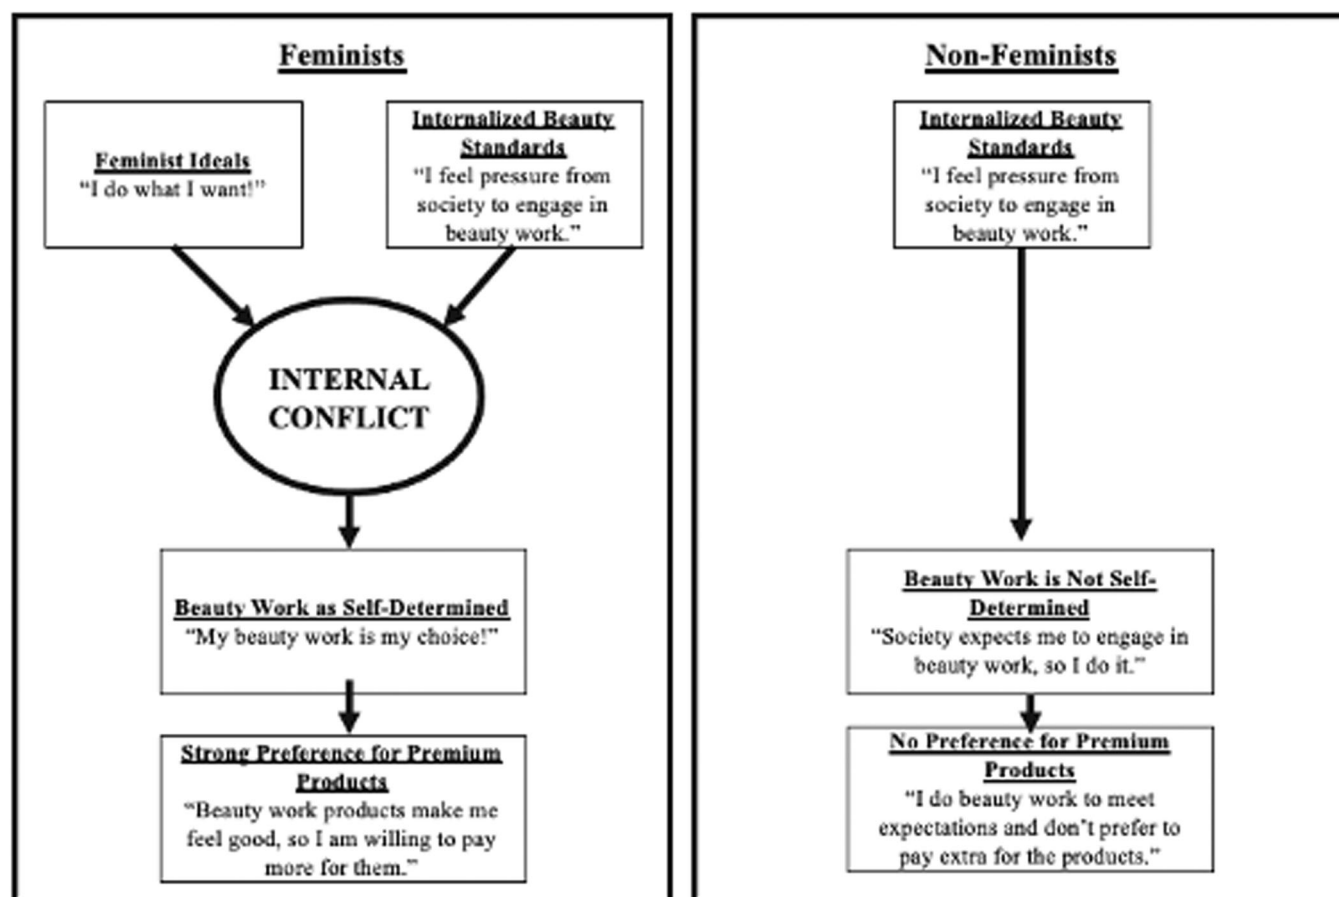 Feminists
Feminist Ideals
“I do what I want!”
Internalized Beauty
Standards
“I feel pressure from
society to engage in
beauty work.”
INTERNAL
CONFLICT
Beauty Work as Self-Determined
“My beauty work is my choice!”
Strong Preference for Premium
Products
“Beauty work products make me
feel good, so I am willing to pay
more for them.”
Non-Feminists
Internalized Beauty
Standards
“I feel pressure from
society to engage in
beauty work.”
Beauty Work is Not Self-
Determined
“Society expects me to engage in
beauty work, so I do it.”
No Preference for Premium
Products
“I do beauty work to meet
expectations and don’t prefer to
pay extra for the products.”